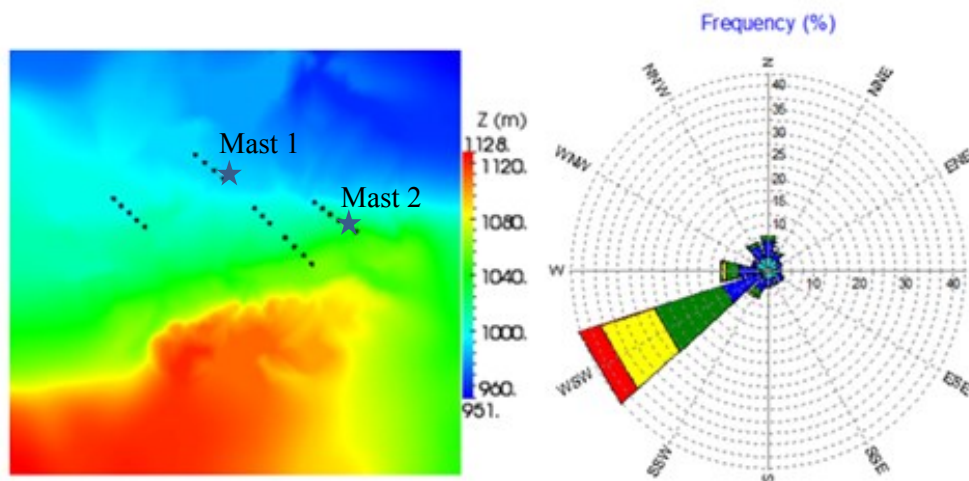 Mast 1
Mast 2
Z (m)
1128.
1120.
1080.
1040.
1000.
960.
951.
Frequency (%)
N
NNE
ENE
ESE
SSE
S
SSW
WSW
W
WNW
NNW
40
35
30
25
20
15
10
10
20
30
40